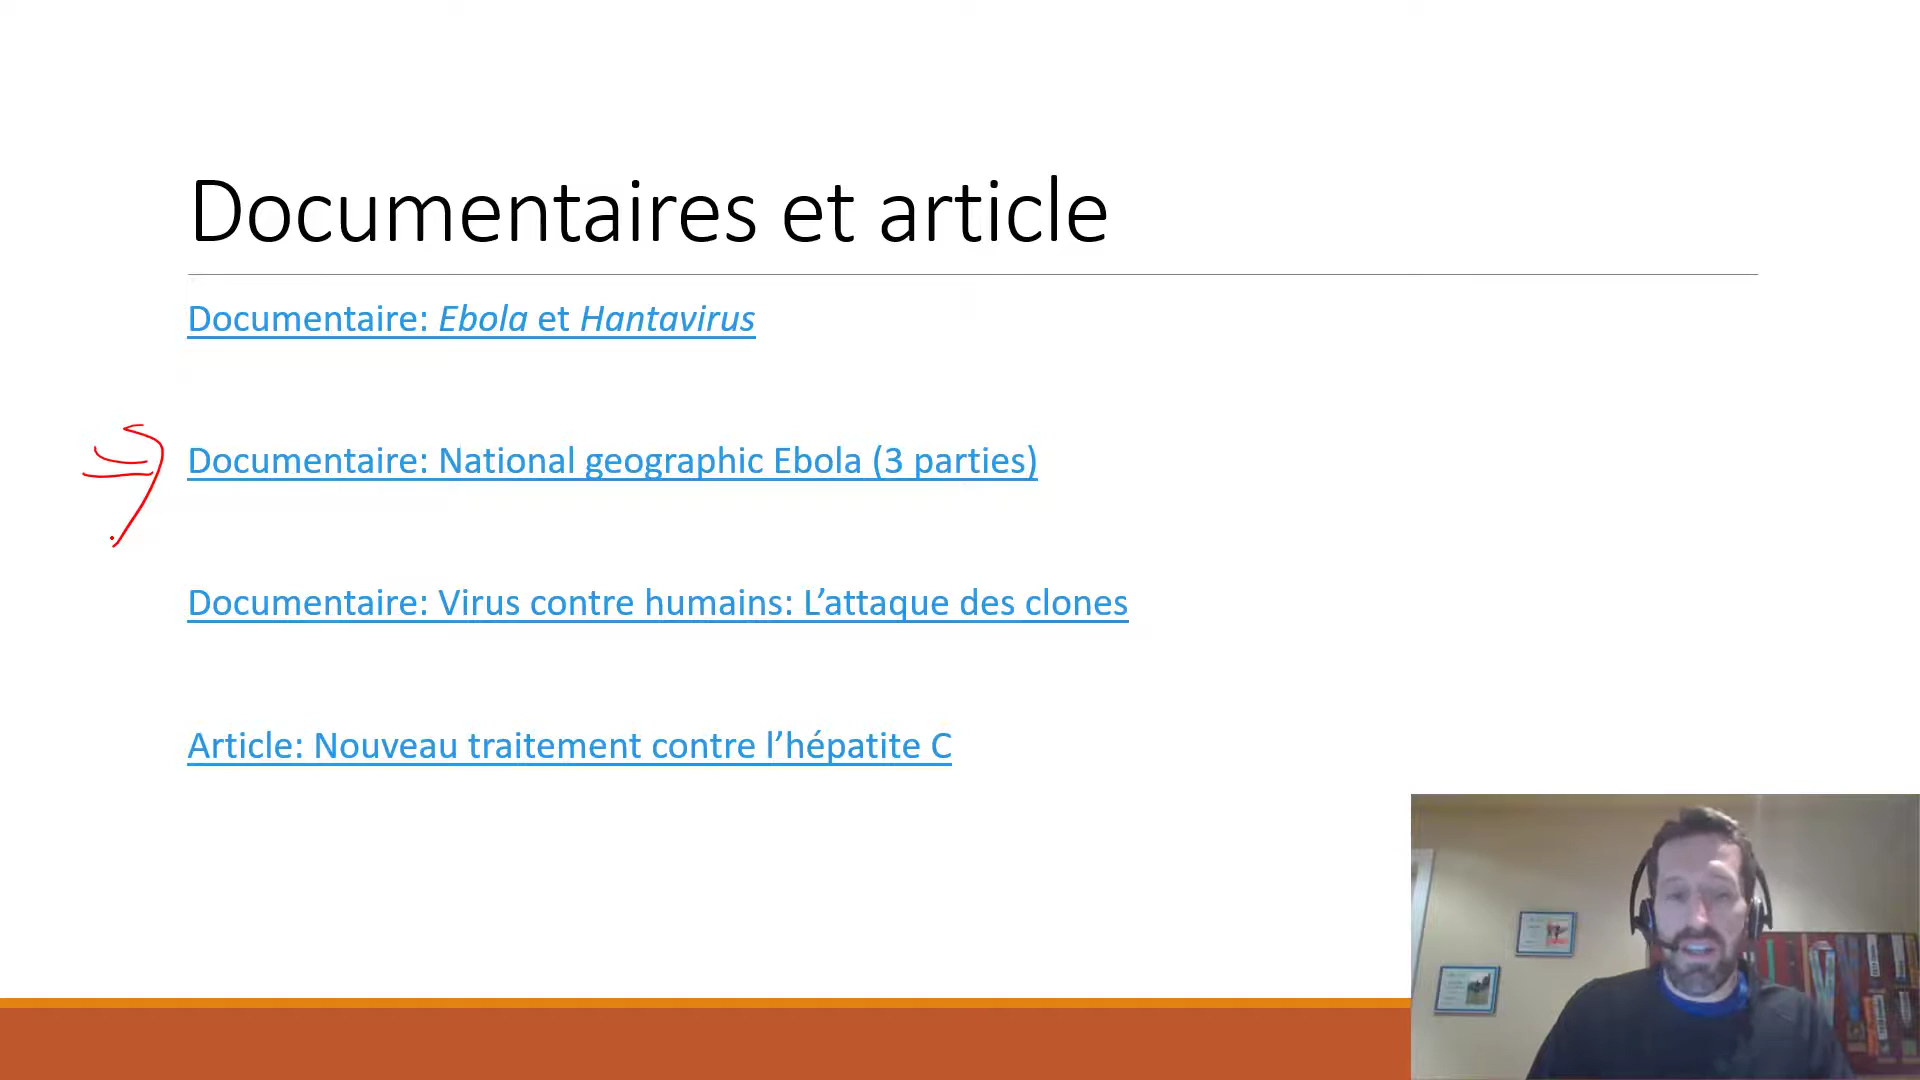 Documentaires et article
Documentaire: Ebola et Hantavirus
Documentaire: National geographic Ebola (3 parties)
Documentaire: Virus contre humains: L’attaque des clones
Article: Nouveau traitement contre l’hépatite C